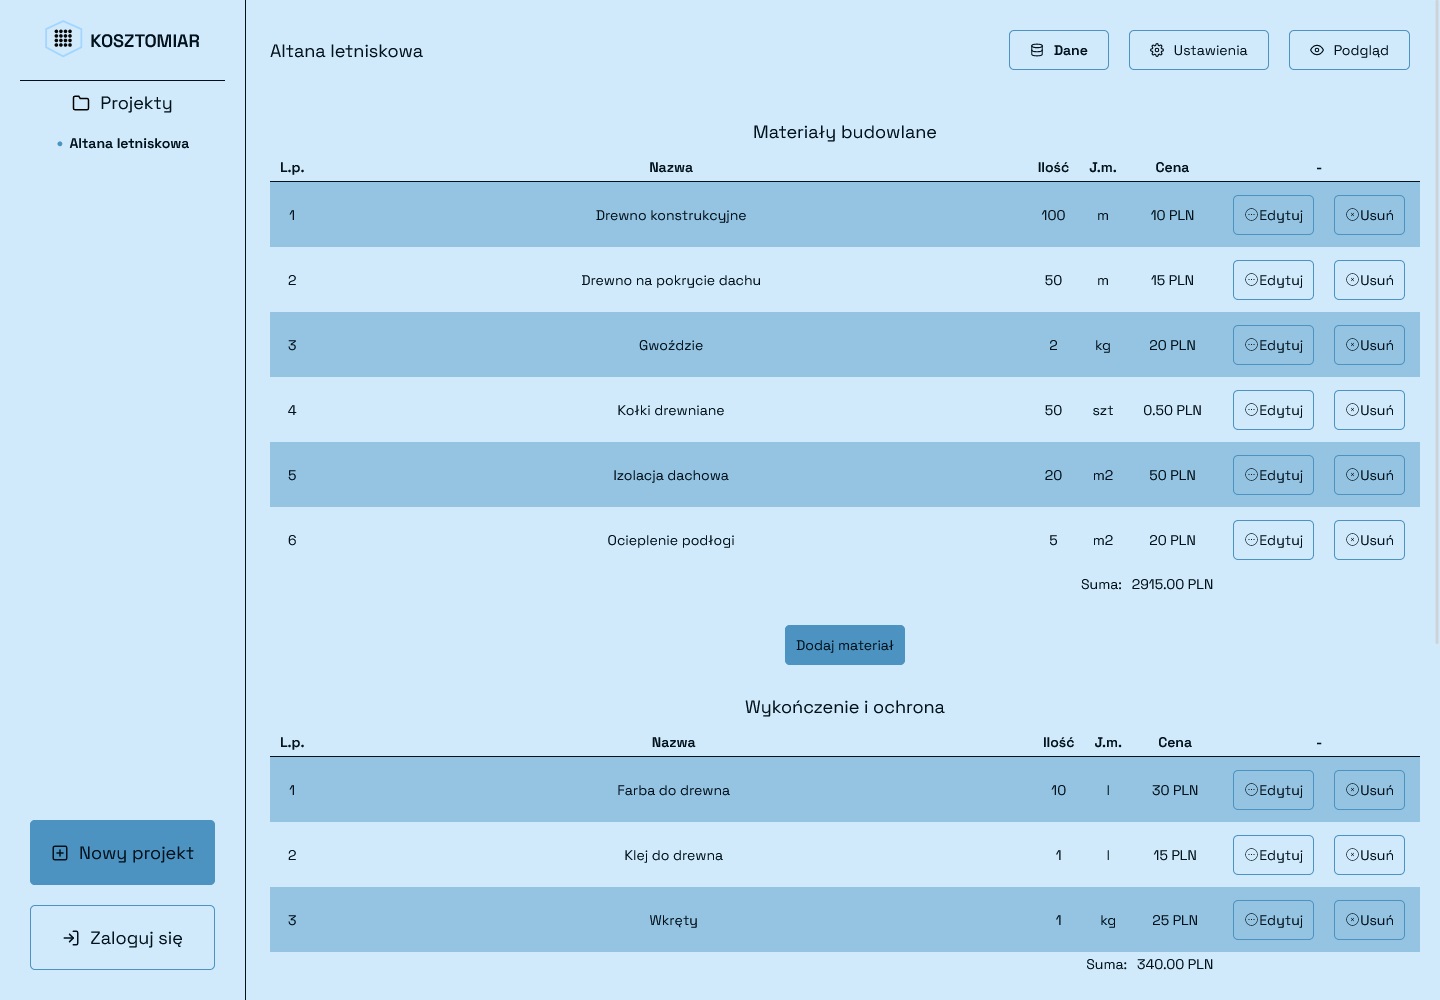 KOSZTOMIAR
Projekty
Altana letniskowa
Nowy projekt
Zaloguj się
Altana letniskowa
Dane Ustawienia Podgląd
Materiały budowlane
L.p. Nazwa Ilość J.m. Cena -
1 Drewno konstrukcyjne 100 m 10 PLN Edytuj Usuń
2 Drewno na pokrycie dachu 50 m 15 PLN Edytuj Usuń
3 Gwoździe 2 kg 20 PLN Edytuj Usuń
4 Kołki drewniane 50 szt 0.50 PLN Edytuj Usuń
5 Izolacja dachowa 20 m2 50 PLN Edytuj Usuń
6 Ocieplenie podłogi 5 m2 20 PLN Edytuj Usuń
Suma: 2915.00 PLN
Dodaj materiał
Wykończenie i ochrona
L.p. Nazwa Ilość J.m. Cena -
1 Farba do drewna 10 l 30 PLN Edytuj Usuń
2 Klej do drewna 1 l 15 PLN Edytuj Usuń
3 Wkręty 1 kg 25 PLN Edytuj Usuń
Suma: 340.00 PLN